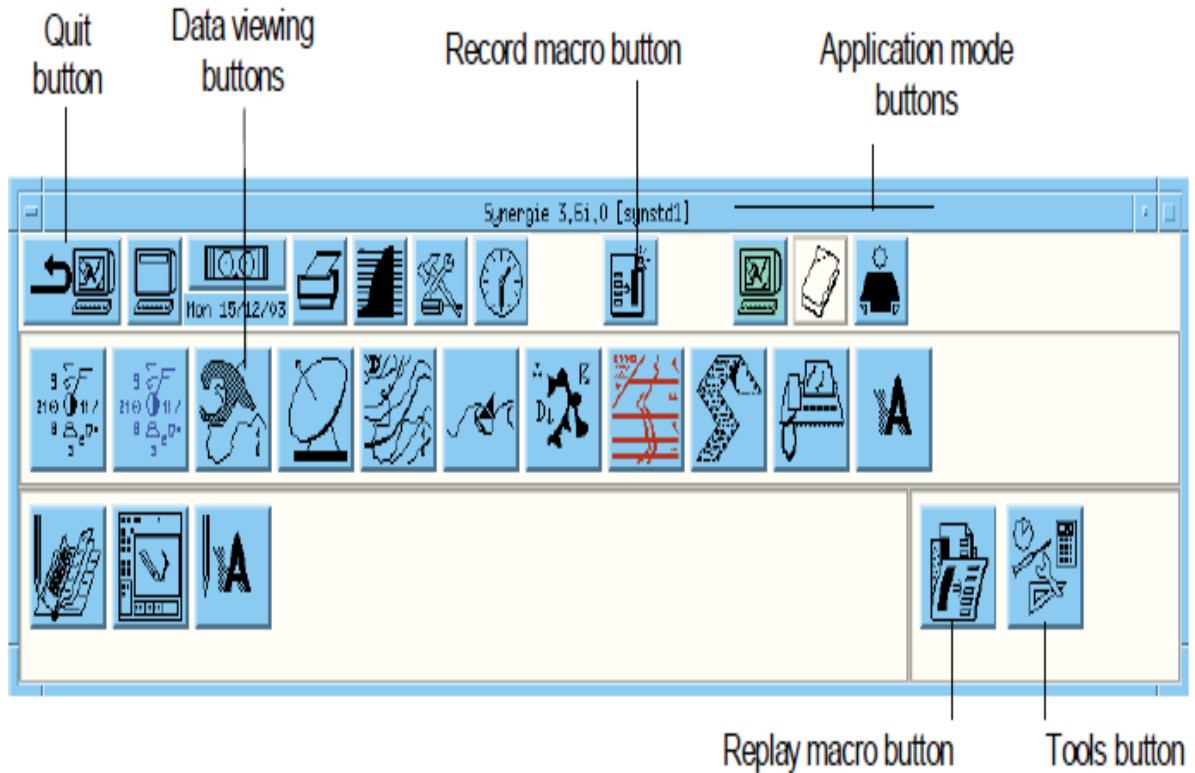 Quit
button
Data viewing
buttons
Record macro button
Application mode
buttons
Synergie 3,6i,0 [synstd1]
Mon 15/12/03
A
Replay macro button
Tools button